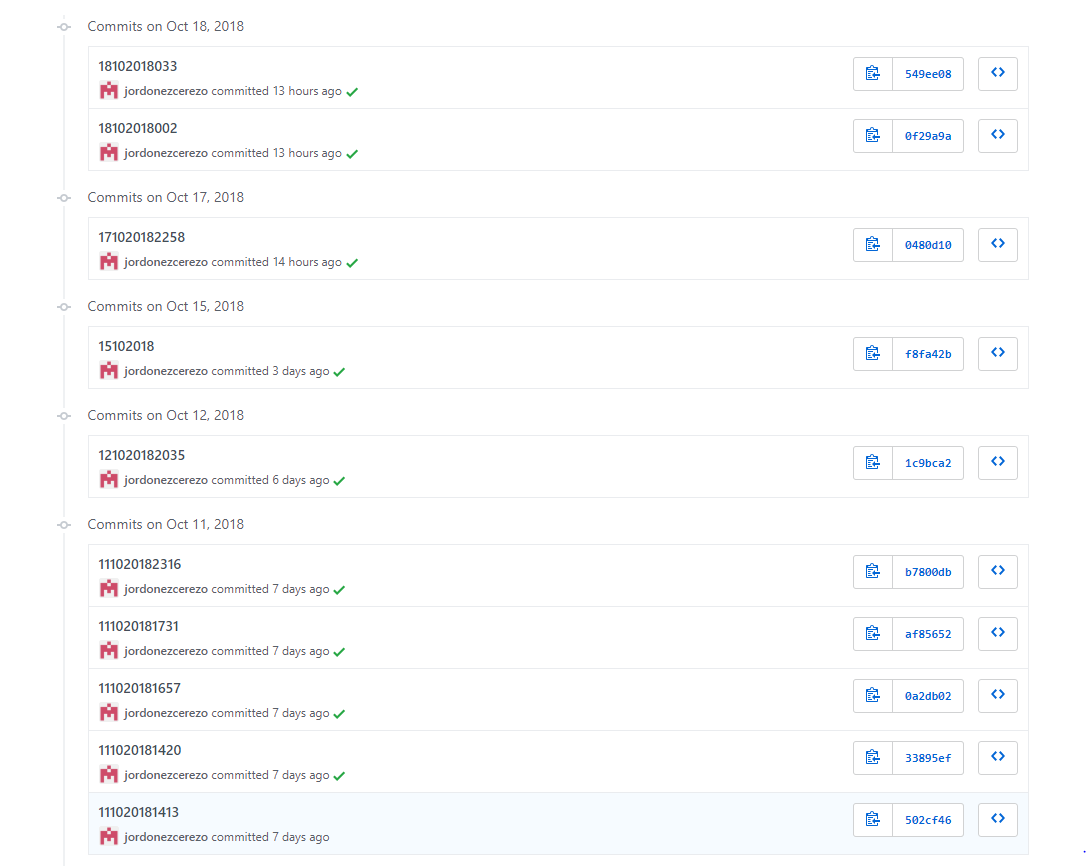 Commits on Oct 18, 2018
18102018033
jordonezcerezo committed 13 hours ago
549ee08
18102018002
jordonezcerezo committed 13 hours ago
0f29a9a
Commits on Oct 17, 2018
171020182258
jordonezcerezo committed 14 hours ago
0480d10
Commits on Oct 15, 2018
15102018
jordonezcerezo committed 3 days ago
f8fa42b
Commits on Oct 12, 2018
121020182035
jordonezcerezo committed 6 days ago
1c9bca2
Commits on Oct 11, 2018
111020182316
jordonezcerezo committed 7 days ago
b7800db
111020181731
jordonezcerezo committed 7 days ago
af85652
111020181657
jordonezcerezo committed 7 days ago
0a2db02
111020181420
jordonezcerezo committed 7 days ago
33895ef
111020181413
jordonezcerezo committed 7 days ago
502cf46